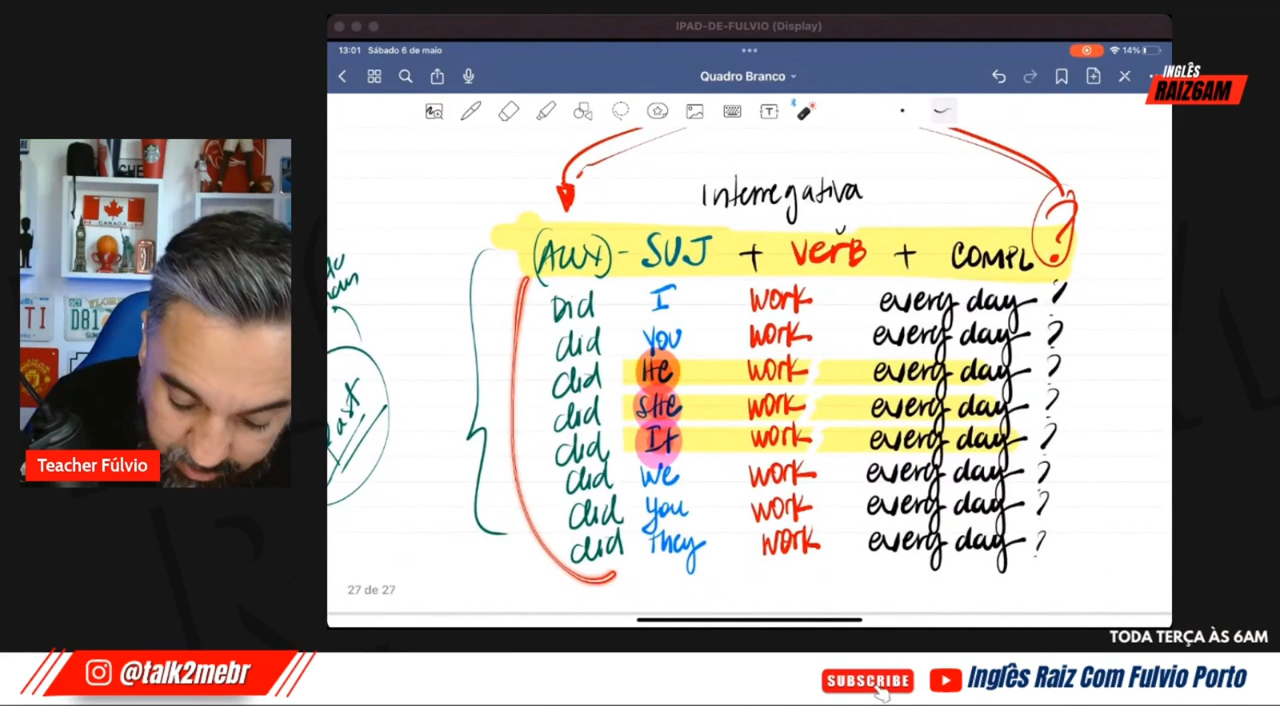 IPAD-DE-FULVIO (Display)
13:01 Sábado 6 de maio
14%
Quadro Branco
INGLÊS
RAIZ6AM
Interregativa
(AUX) - SUJ + VerB + COMPL ?
Did I work every day ?
did You work every day ?
did He work every day ?
did SHe work every day ?
did It work every day ?
did We work every day ?
did you work every day ?
did they work every day ?
27 de 27
CANADA
Teacher Fúlvio
TODA TERÇA ÀS 6AM
@talk2mebr
SUBSCRIBE
Inglês Raiz Com Fulvio Porto